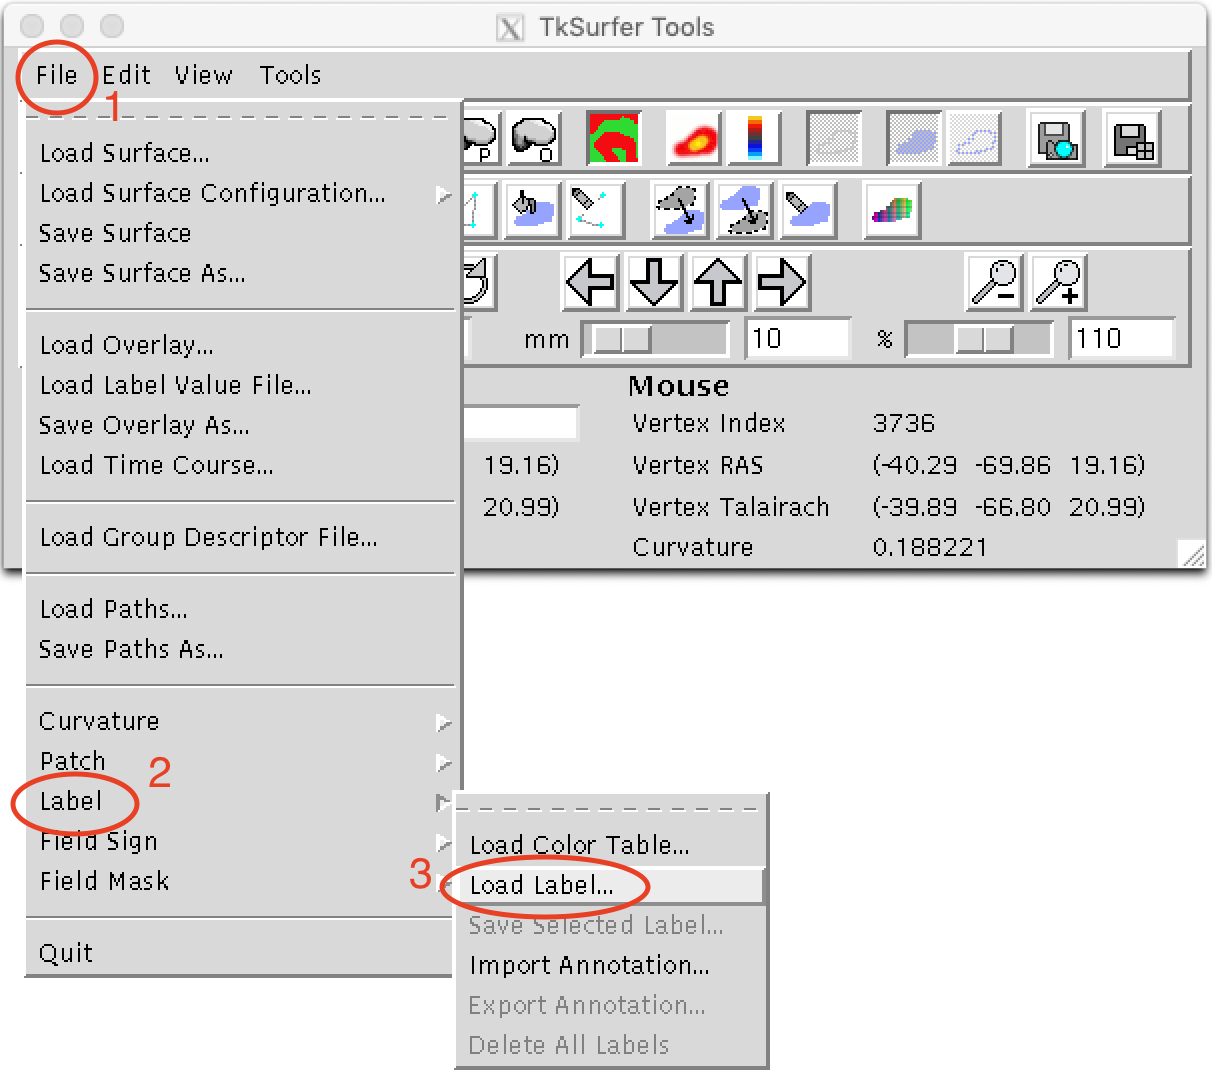 TkSurfer Tools
File Edit View Tools
1
P O
Load Surface...
Load Surface Configuration...
Save Surface
Save Surface As...
Load Overlay...
Load Label Value File...
Save Overlay As...
Load Time Course...
Load Group Descriptor File...
Load Paths...
Save Paths As...
Curvature
Patch
2
Label
Field Sign
Field Mask
Quit
mm 10 % 110
Mouse
Vertex Index 3736
19.16) Vertex RAS (-40.29 -69.86 19.16)
20.99) Vertex Talairach (-39.89 -66.80 20.99)
Curvature 0.188221
Load Color Table...
3
Load Label...
Save Selected Label...
Import Annotation...
Export Annotation...
Delete All Labels